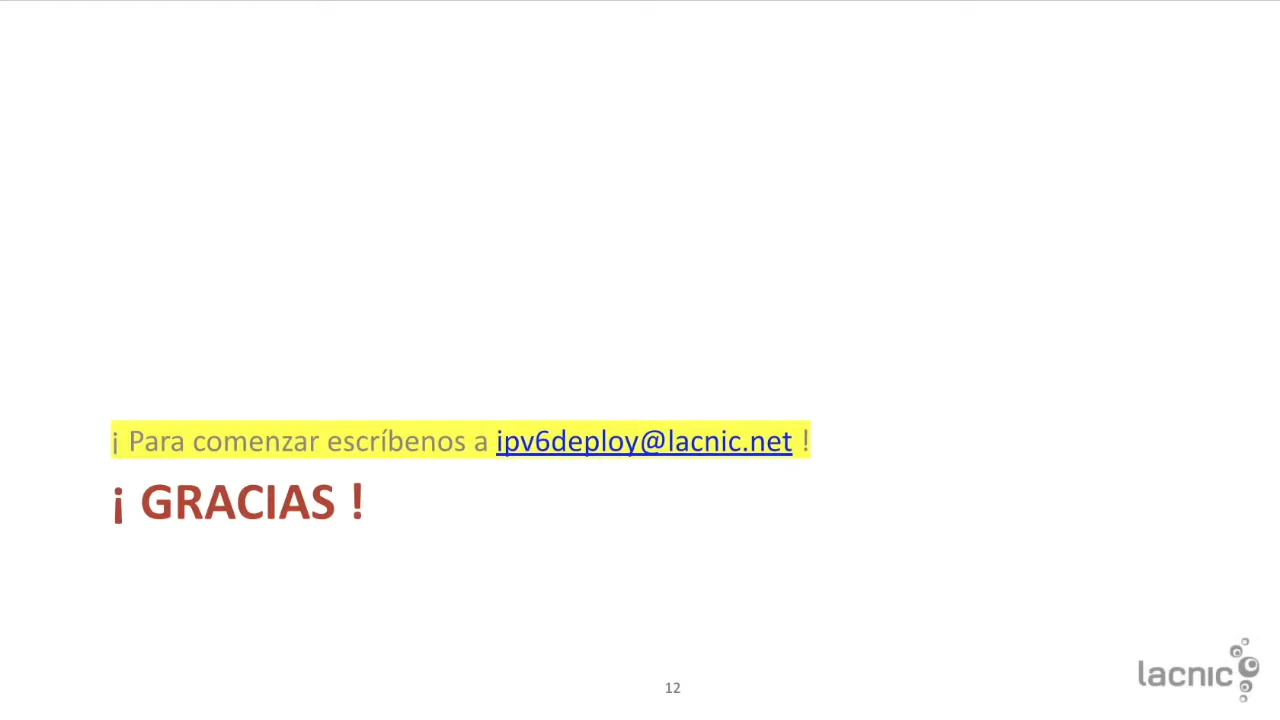 ¡ Para comenzar escríbenos a ipv6deploy@lacnic.net !
¡ GRACIAS !
12
lacnic